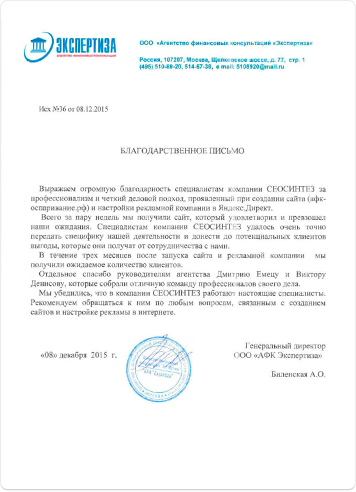 ЭКСПЕРТИЗА
ООО «Агентство финансовых консультаций «Экспертиза»
Россия, 107207, Москва, Щелковское шоссе, д. 77, стр. 1
(495) 510-89-20, 514-67-38, e mail: 5108920@mail.ru
Исх №36 от 08.12.2015
БЛАГОДАРСТВЕННОЕ ПИСЬМО
Выражаем огромную благодарность специалистам компании СЕОСИНТЕЗ за
профессионализм и четкий деловой подход, проявленный при создании сайта (афк-
оспаривание.рф) и настройки рекламной компании в Яндекс.Директ.
Всего за пару недель мы получили сайт, который удовлетворил и превзошел
наши ожидания. Специалистам компании СЕОСИНТЕЗ удалось очень точно
передать специфику нашей деятельности и донести до потенциальных клиентов
выгоды, которые они получат от сотрудничества с нами.
В течение трех месяцев после запуска сайта и рекламной компании мы
получили ожидаемое количество клиентов.
Отдельное спасибо руководителям агентства Дмитрию Емецу и Виктору
Денисову, которые собрали отличную команду профессионалов своего дела.
Мы убедились, что в компании СЕОСИНТЕЗ работают настоящие специалисты.
Рекомендуем обращаться к ним по любым вопросам, связанным с созданием
сайтов и настройке рекламы в интернете.
«08» декабря 2015 г.
Генеральный директор
ООО «АФК Экспертиза»
Биленская А.О.